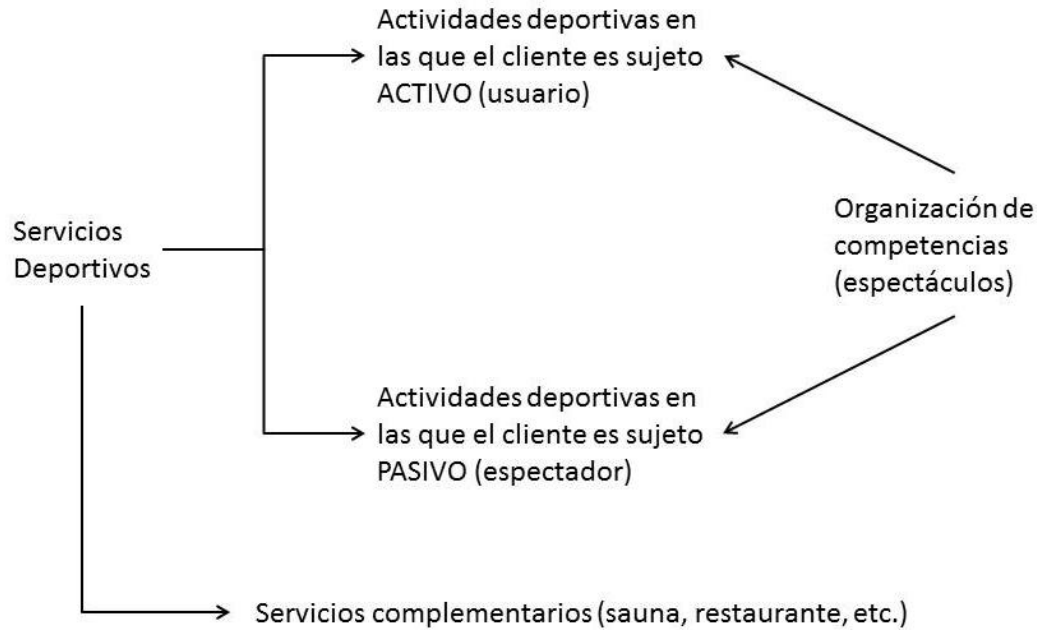 Actividades deportivas en
las que el cliente es sujeto
ACTIVO (usuario)
Servicios
Deportivos
Organización de
competencias
(espectáculos)
Actividades deportivas en
las que el cliente es sujeto
PASIVO (espectador)
Servicios complementarios (sauna, restaurante, etc.)